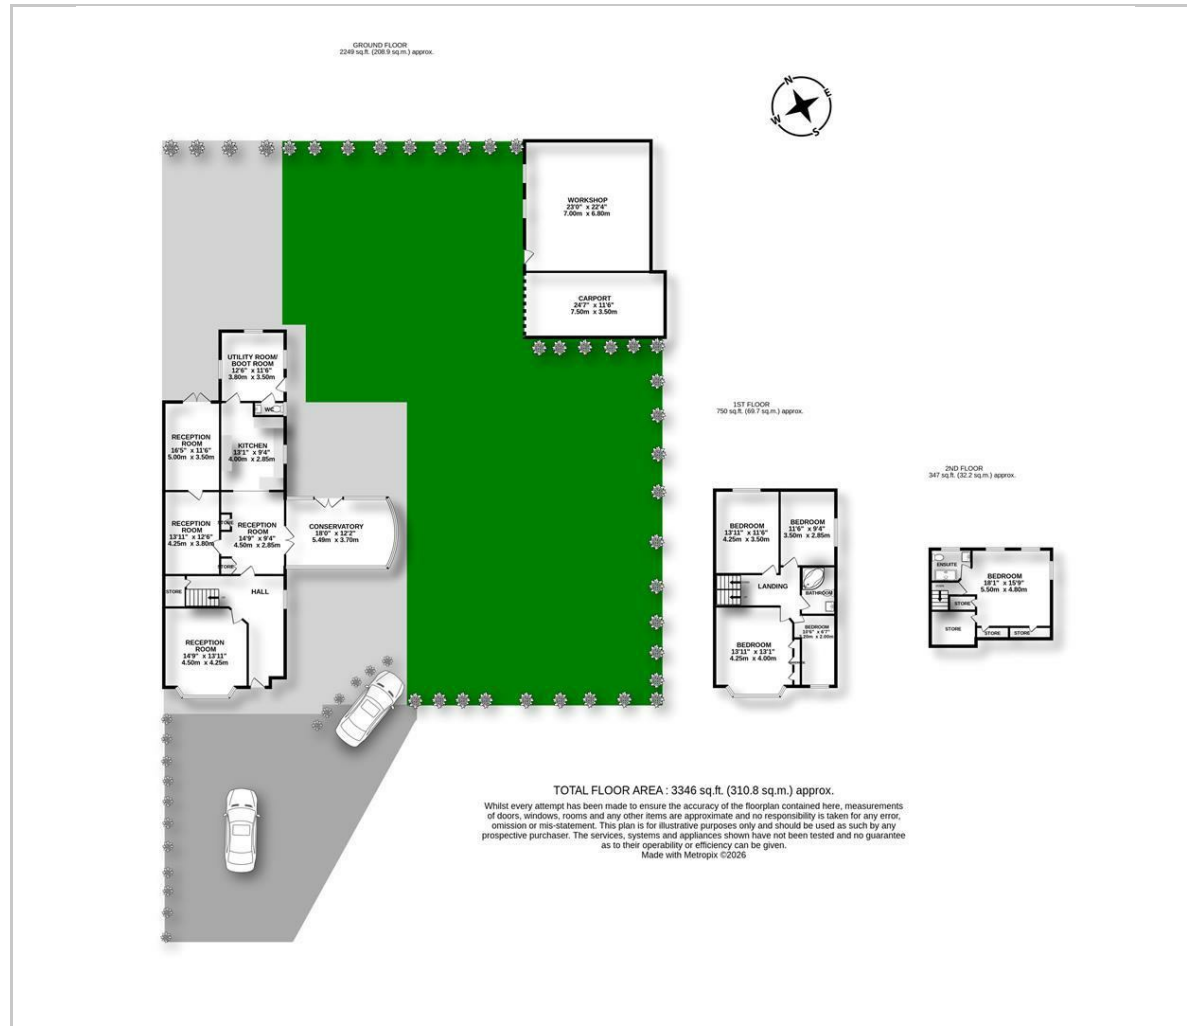 GROUND FLOOR
2249 sq.ft. (208.9 sq.m.) approx.
N
E
S
W
WORKSHOP
23'0" x 22'4"
7.00m x 6.80m
CARPORT
24'7" x 11'6"
7.50m x 3.50m
UTILITY ROOM/
BOOT ROOM
12'6" x 11'6"
3.80m x 3.50m
WC
RECEPTION
ROOM
16'5" x 11'6"
5.00m x 3.50m
KITCHEN
13'1" x 9'4"
4.00m x 2.85m
RECEPTION
ROOM
13'11" x 12'6"
4.25m x 3.80m
STORE
RECEPTION
ROOM
14'9" x 9'4"
4.50m x 2.85m
STORE
CONSERVATORY
18'0" x 12'2"
5.49m x 3.70m
STORE
HALL
RECEPTION
ROOM
14'9" x 13'11"
4.50m x 4.25m
1ST FLOOR
750 sq.ft. (69.7 sq.m.) approx.
BEDROOM
13'11" x 11'6"
4.25m x 3.50m
BEDROOM
11'6" x 9'4"
3.50m x 2.85m
LANDING
BATHROOM
BEDROOM
13'11" x 13'1"
4.25m x 4.00m
BEDROOM
2ND FLOOR
347 sq.ft. (32.2 sq.m.) approx.
ENSUITE
BEDROOM
18'1" x 15'9"
5.50m x 4.80m
STORE
STORE
STORE
STORE
TOTAL FLOOR AREA : 3346 sq.ft. (310.8 sq.m.) approx.
Whilst every attempt has been made to ensure the accuracy of the floorplan contained here, measurements
of doors, windows, rooms and any other items are approximate and no responsibility is taken for any error,
omission or mis-statement. This plan is for illustrative purposes only and should be used as such by any
prospective purchaser. The services, systems and appliances shown have not been tested and no guarantee
as to their operability or efficiency can be given.
Made with Metropix ©2026